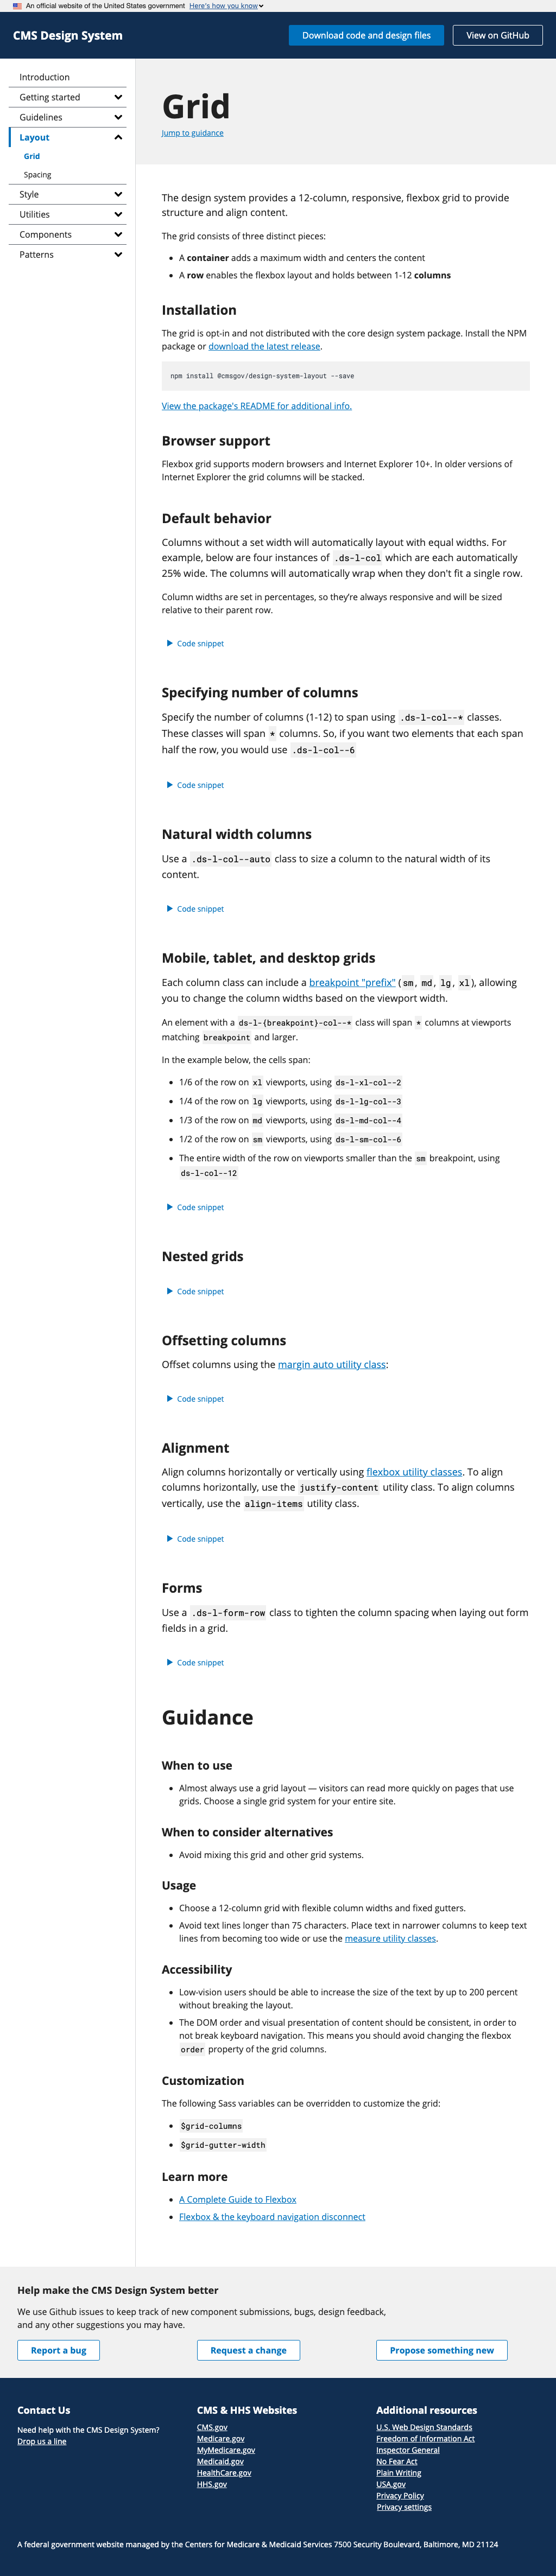 An official website of the United States government Here's how you know
CMS Design System
Download code and design files
View on GitHub
Introduction
Getting started
Guidelines
Layout
Grid
Spacing
Style
Utilities
Components
Patterns
Grid
Jump to guidance
The design system provides a 12-column, responsive, flexbox grid to provide
structure and align content.
The grid consists of three distinct pieces:
A container adds a maximum width and centers the content
A row enables the flexbox layout and holds between 1-12 columns
Installation
The grid is opt-in and not distributed with the core design system package. Install the NPM
package or download the latest release.
npm install @cmsgov/design-system-layout --save
View the package's README for additional info.
Browser support
Flexbox grid supports modern browsers and Internet Explorer 10+. In older versions of
Internet Explorer the grid columns will be stacked.
Default behavior
Columns without a set width will automatically layout with equal widths. For
example, below are four instances of .ds-l-col which are each automatically
25% wide. The columns will automatically wrap when they don't fit a single row.
Column widths are set in percentages, so they're always responsive and will be sized
relative to their parent row.
Code snippet
Specifying number of columns
Specify the number of columns (1-12) to span using .ds-l-col--* classes.
These classes will span * columns. So, if you want two elements that each span
half the row, you would use .ds-l-col--6
Code snippet
Natural width columns
Use a .ds-l-col--auto class to size a column to the natural width of its
content.
Code snippet
Mobile, tablet, and desktop grids
Each column class can include a breakpoint "prefix" (sm, md, lg, xl), allowing
you to change the column widths based on the viewport width.
An element with a ds-l-{breakpoint}-col--* class will span * columns at viewports
matching breakpoint and larger.
In the example below, the cells span:
1/6 of the row on xl viewports, using ds-l-xl-col--2
1/4 of the row on lg viewports, using ds-l-lg-col--3
1/3 of the row on md viewports, using ds-l-md-col--4
1/2 of the row on sm viewports, using ds-l-sm-col--6
The entire width of the row on viewports smaller than the sm breakpoint, using
ds-l-col--12
Code snippet
Nested grids
Code snippet
Offsetting columns
Offset columns using the margin auto utility class:
Code snippet
Alignment
Align columns horizontally or vertically using flexbox utility classes. To align
columns horizontally, use the justify-content utility class. To align columns
vertically, use the align-items utility class.
Code snippet
Forms
Use a .ds-l-form-row class to tighten the column spacing when laying out form
fields in a grid.
Code snippet
Guidance
When to use
Almost always use a grid layout — visitors can read more quickly on pages that use
grids. Choose a single grid system for your entire site.
When to consider alternatives
Avoid mixing this grid and other grid systems.
Usage
Choose a 12-column grid with flexible column widths and fixed gutters.
Avoid text lines longer than 75 characters. Place text in narrower columns to keep text
lines from becoming too wide or use the measure utility classes.
Accessibility
Low-vision users should be able to increase the size of the text by up to 200 percent
without breaking the layout.
The DOM order and visual presentation of content should be consistent, in order to
not break keyboard navigation. This means you should avoid changing the flexbox
order property of the grid columns.
Customization
The following Sass variables can be overridden to customize the grid:
$grid-columns
$grid-gutter-width
Learn more
A Complete Guide to Flexbox
Flexbox & the keyboard navigation disconnect
Help make the CMS Design System better
We use Github issues to keep track of new component submissions, bugs, design feedback,
and any other suggestions you may have.
Report a bug
Request a change
Propose something new
Contact Us
Need help with the CMS Design System?
Drop us a line
CMS & HHS Websites
CMS.gov
Medicare.gov
MyMedicare.gov
Medicaid.gov
HealthCare.gov
HHS.gov
Additional resources
U.S. Web Design Standards
Freedom of Information Act
Inspector General
No Fear Act
Plain Writing
USA.gov
Privacy Policy
Privacy settings
A federal government website managed by the Centers for Medicare & Medicaid Services 7500 Security Boulevard, Baltimore, MD 21124